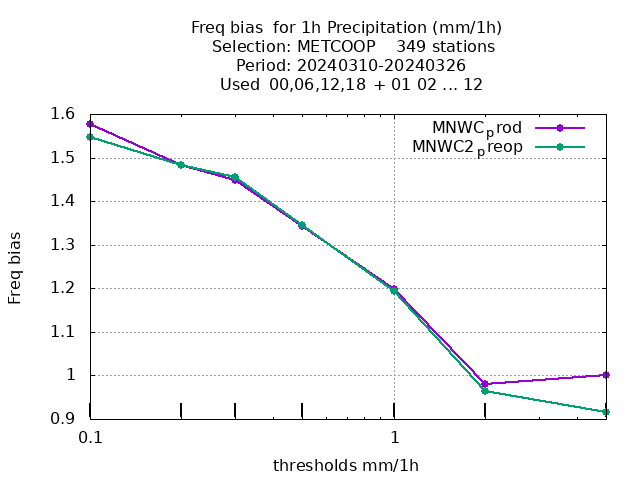 Freq bias  for 1h Precipitation (mm/1h)
Selection: METCOOP    349 stations
Period: 20240310-20240326
Used 00,06,12,18 + 01 02 ... 12
MNWCprod
MNWC2preop
1.6
1.5
1.4
1.3
1.2
1.1
1
0.9
Freq bias
0.1
1
thresholds mm/1h